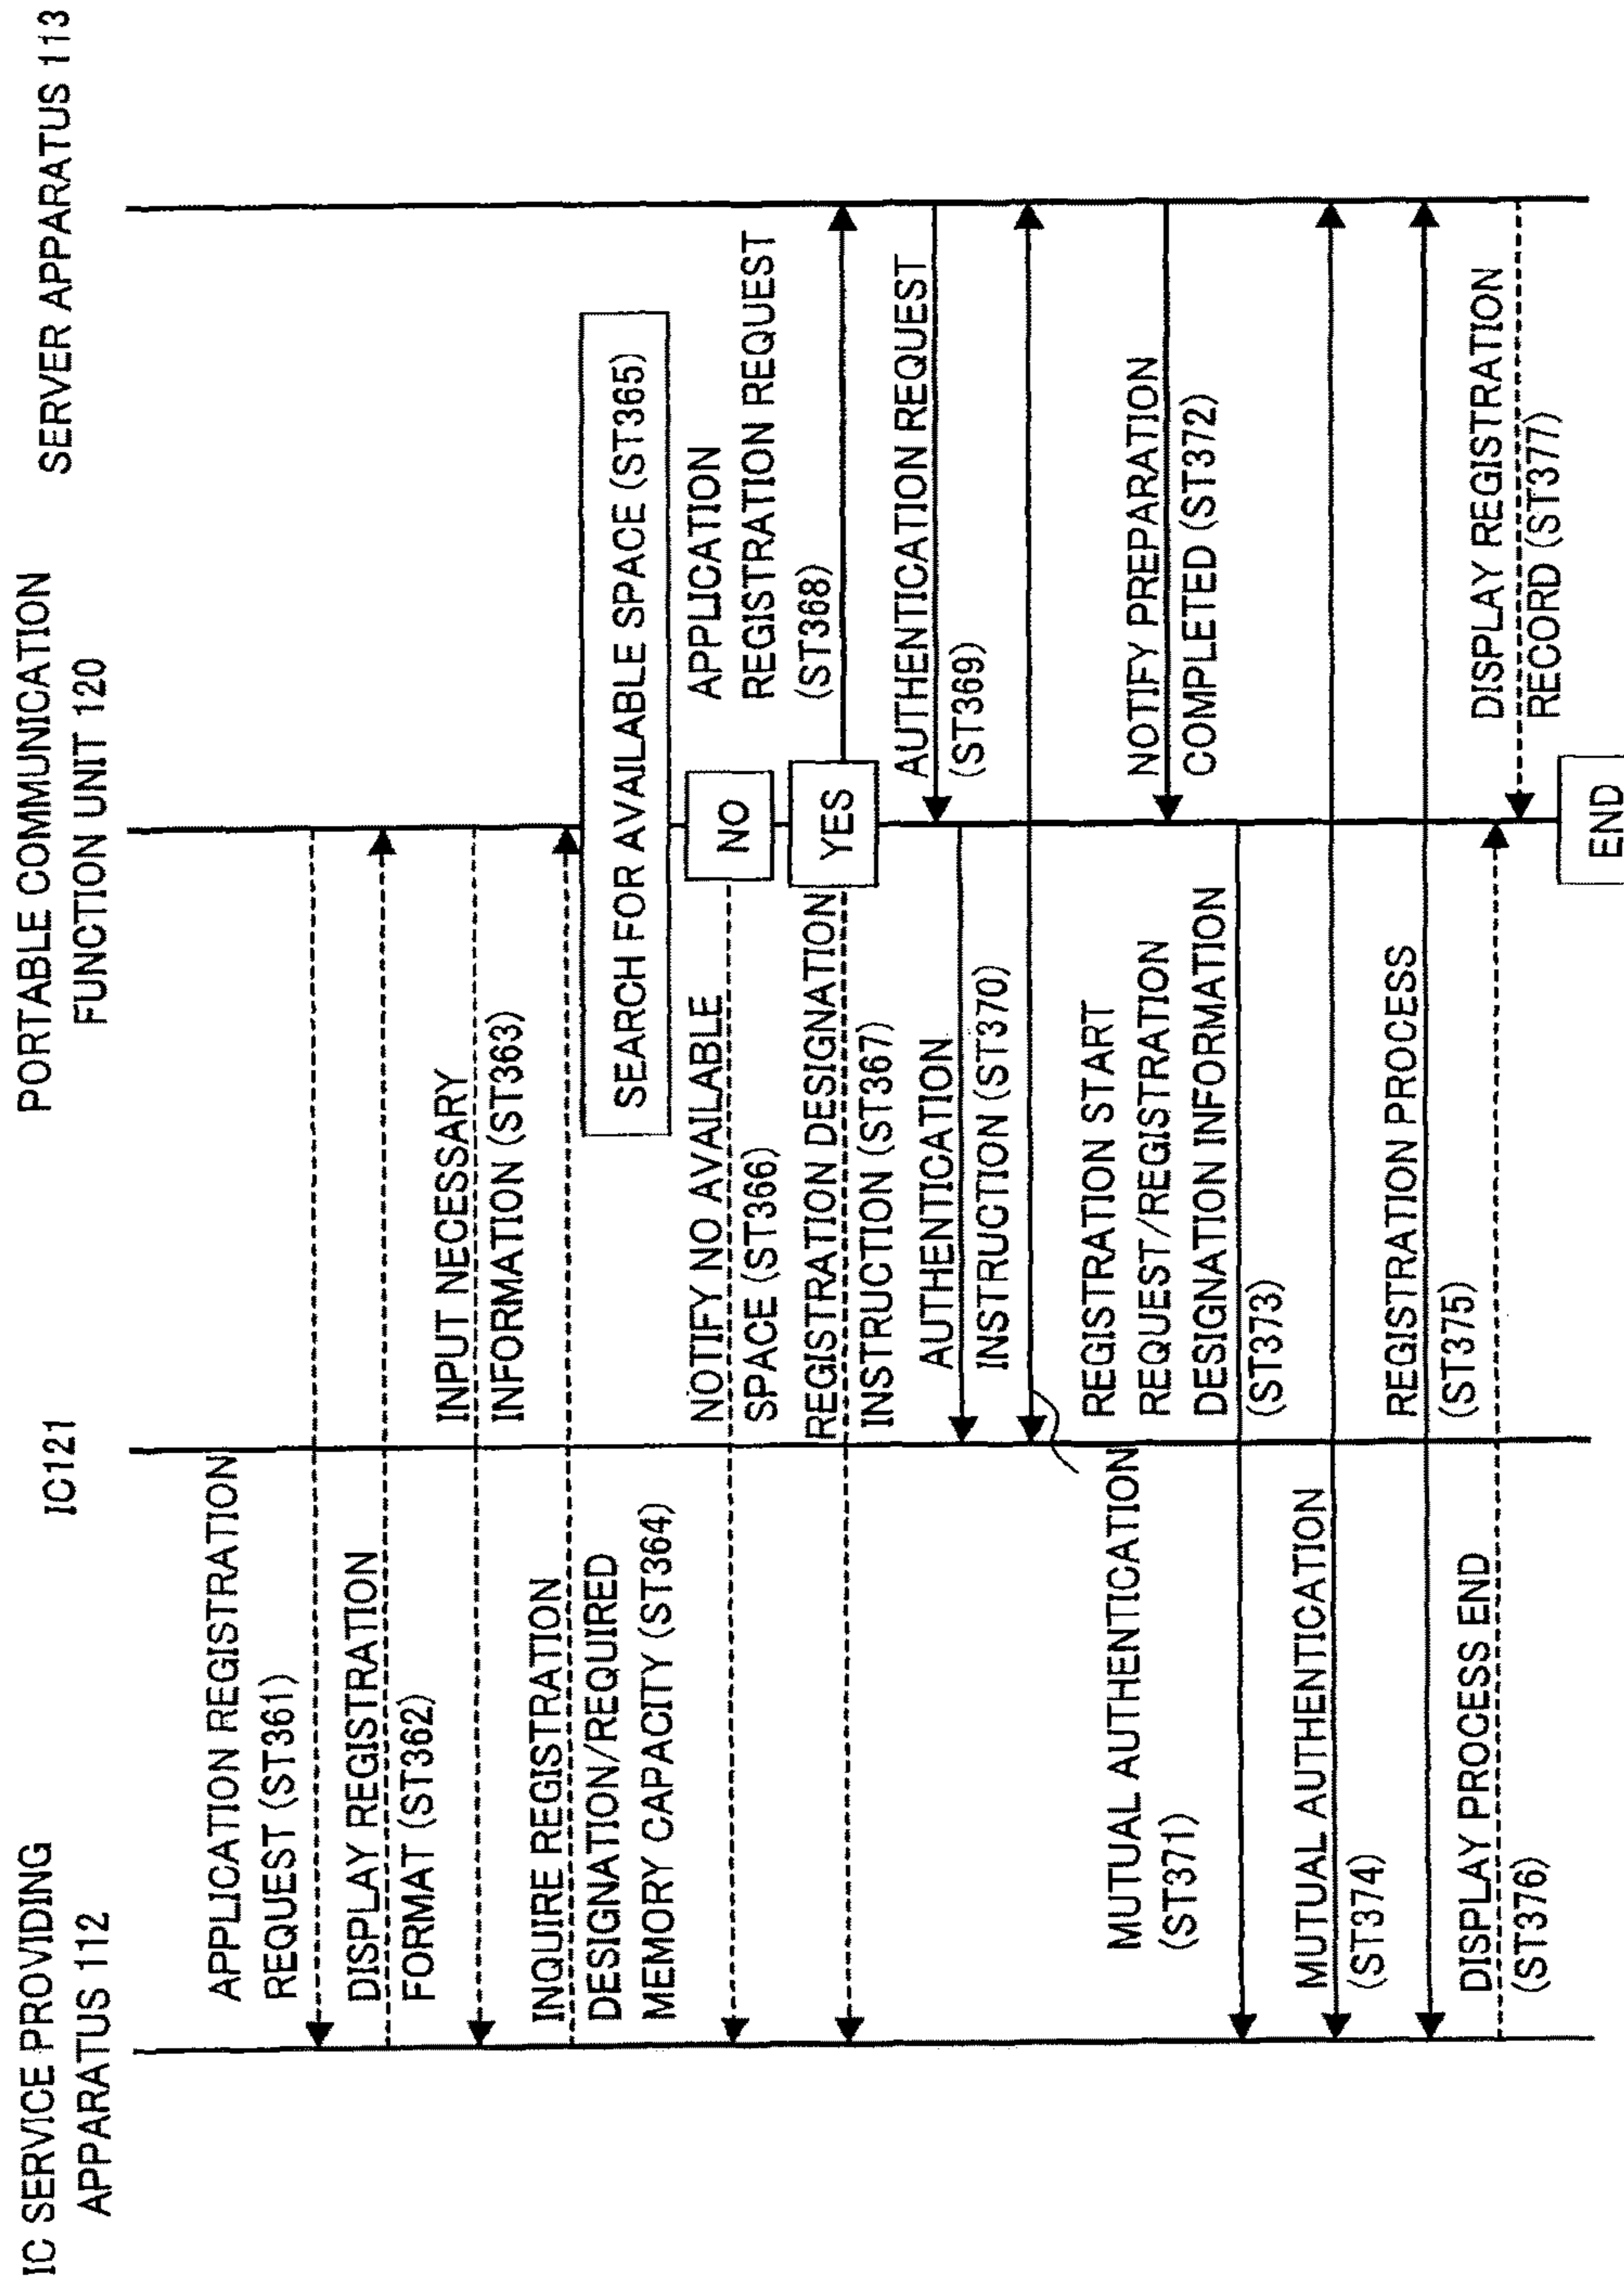 IC SERVICE PROVIDING
APPARATUS 112
IC121
PORTABLE COMMUNICATION
FUNCTION UNIT 120
SERVER APPARATUS 113
APPLICATION REGISTRATION
REQUEST (ST361)
DISPLAY REGISTRATION
FORMAT (ST362)
INPUT NECESSARY
INFORMATION (ST363)
INQUIRE REGISTRATION
DESIGNATION/REQUIRED
MEMORY CAPACITY (ST364)
SEARCH FOR AVAILABLE SPACE (ST365)
NOTIFY NO AVAILABLE
SPACE (ST366)
NO
REGISTRATION DESIGNATION
INSTRUCTION (ST367)
YES
APPLICATION
REGISTRATION REQUEST
(ST368)
AUTHENTICATION REQUEST
(ST369)
AUTHENTICATION
INSTRUCTION (ST370)
MUTUAL AUTHENTICATION
(ST371)
NOTIFY PREPARATION
COMPLETED (ST372)
REGISTRATION START
REQUEST/REGISTRATION
DESIGNATION INFORMATION
(ST373)
MUTUAL AUTHENTICATION
(ST374)
REGISTRATION PROCESS
(ST375)
DISPLAY PROCESS END
(ST376)
DISPLAY REGISTRATION
RECORD (ST377)
END